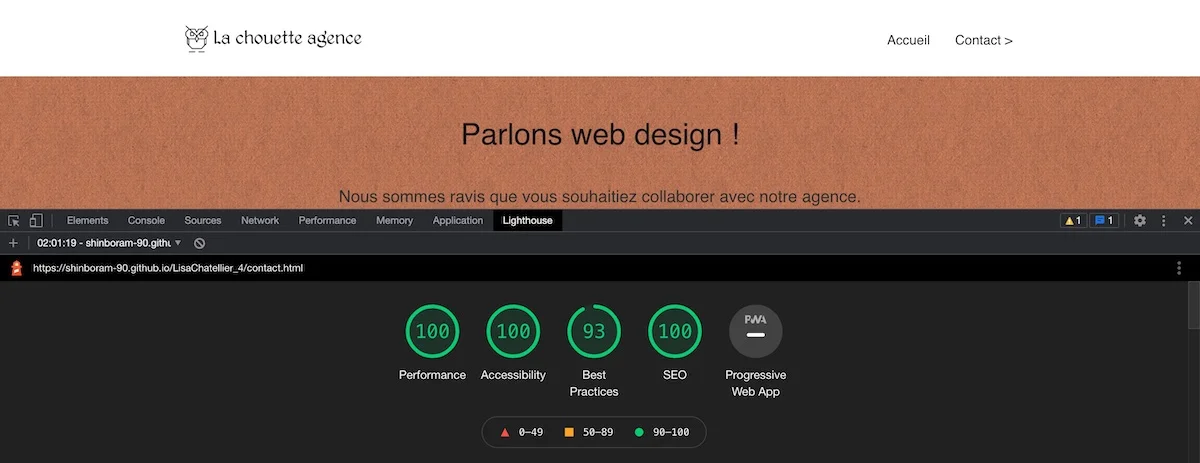 La chouette agence
Accueil Contact >
Parlons web design !
Nous sommes ravis que vous souhaitiez collaborer avec notre agence.
Elements Console Sources Network Performance Memory Application Lighthouse 1 1
02:01:19 - shinboram-90.githu
https://shinboram-90.github.io/LisaChatellier_4/contact.html
100 100 93 100 PWA
Performance Accessibility Best Practices SEO Progressive Web App
0–49 50–89 90–100